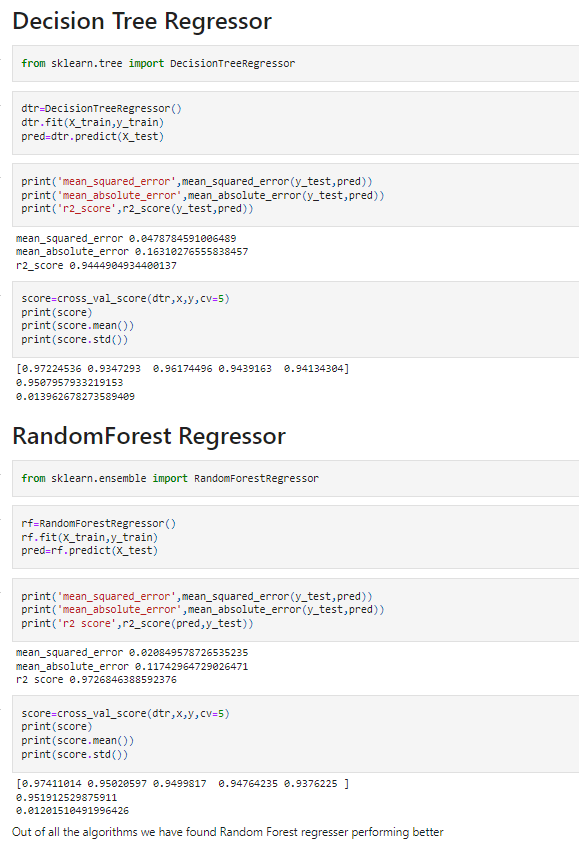 Decision Tree Regressor
from sklearn.tree import DecisionTreeRegressor
dtr=DecisionTreeRegressor()
dtr.fit(X_train,y_train)
pred=dtr.predict(X_test)
print('mean_squared_error',mean_squared_error(y_test,pred))
print('mean_absolute_error',mean_absolute_error(y_test,pred))
print('r2_score',r2_score(y_test,pred))
mean_squared_error 0.0478784591006489
mean_absolute_error 0.16310276555838457
r2_score 0.9444904934400137
score=cross_val_score(dtr,x,y,cv=5)
print(score)
print(score.mean())
print(score.std())
[0.97224536 0.9347293  0.96174496 0.9439163  0.94134304]
0.9507957933219153
0.013962678273589409
RandomForest Regressor
from sklearn.ensemble import RandomForestRegressor
rf=RandomForestRegressor()
rf.fit(X_train,y_train)
pred=rf.predict(X_test)
print('mean_squared_error',mean_squared_error(y_test,pred))
print('mean_absolute_error',mean_absolute_error(y_test,pred))
print('r2 score',r2_score(pred,y_test))
mean_squared_error 0.020849578726535235
mean_absolute_error 0.11742964729026471
r2 score 0.9726846388592376
score=cross_val_score(dtr,x,y,cv=5)
print(score)
print(score.mean())
print(score.std())
[0.97411014 0.95020597 0.9499817  0.94764235 0.9376225 ]
0.951912529875911
0.01201510491996426
Out of all the algorithms we have found Random Forest regresser performing better